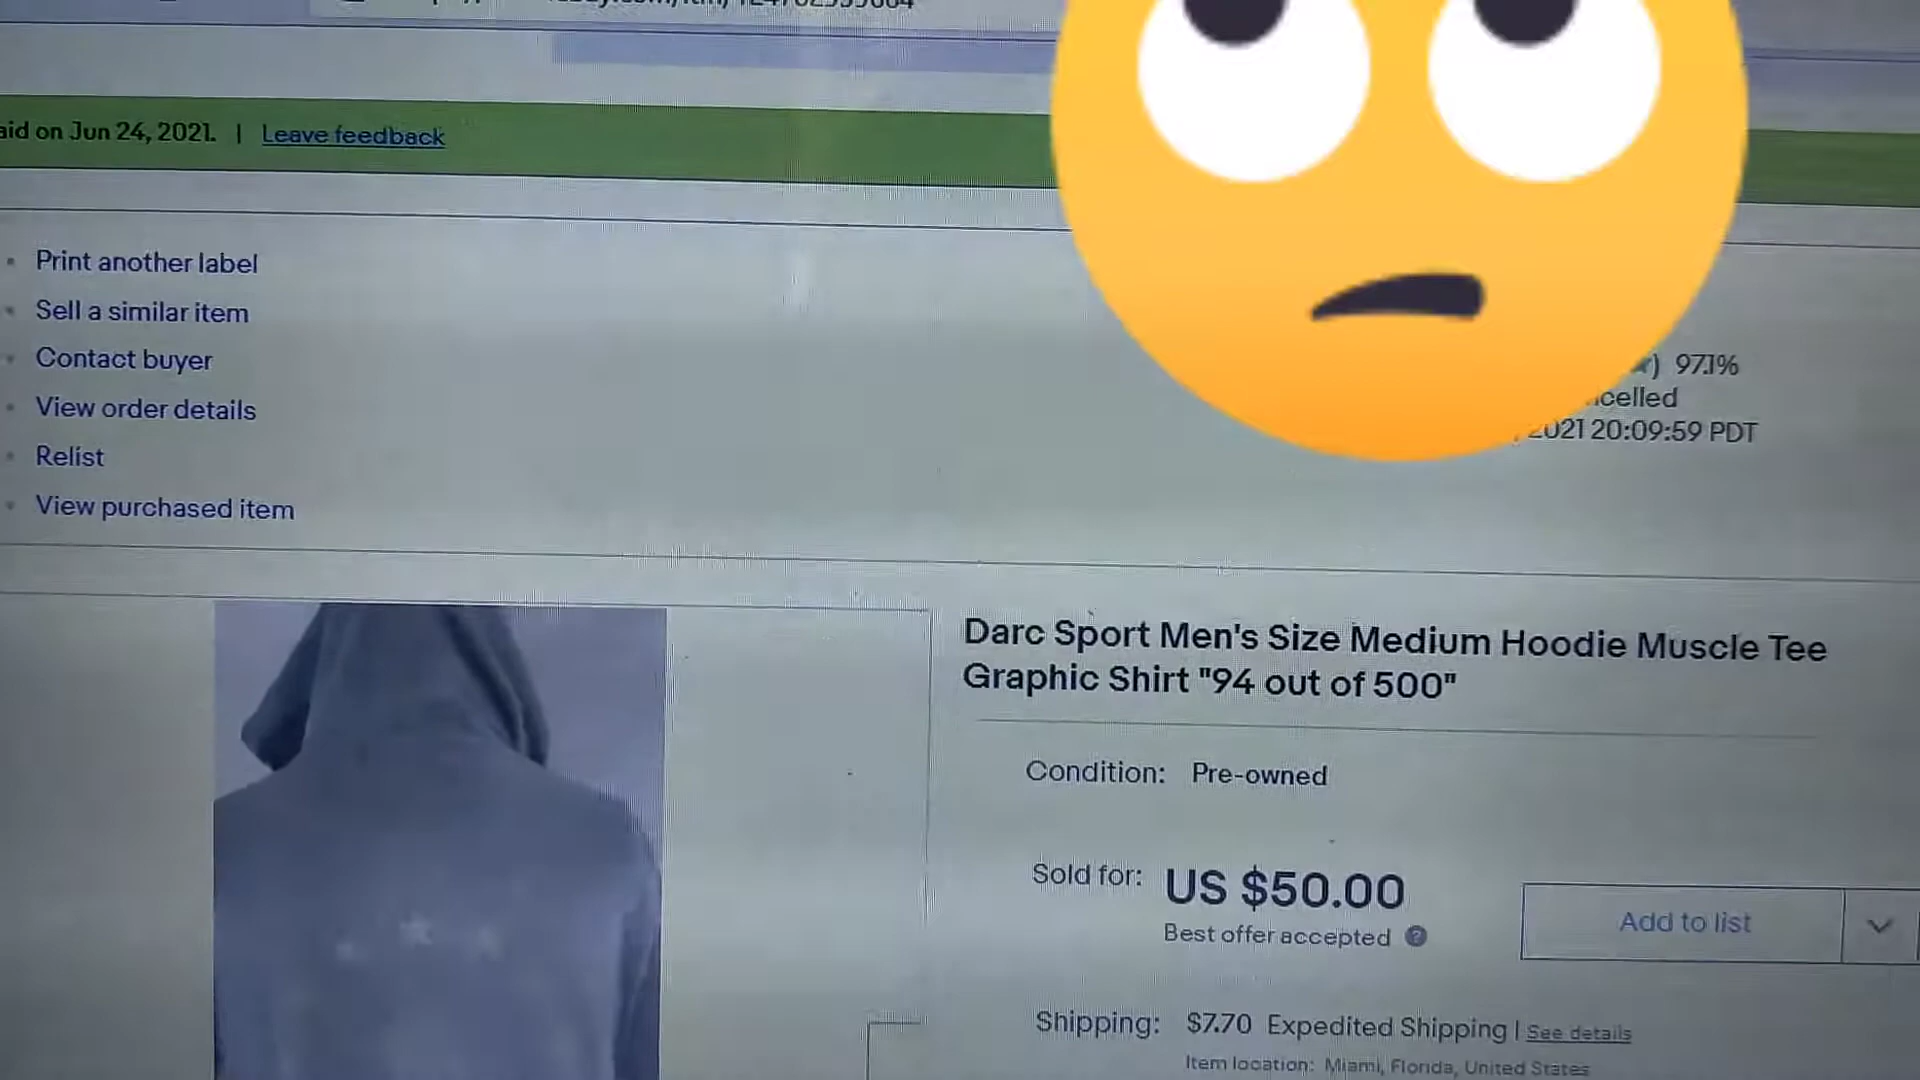 aid on Jun 24, 2021. | Leave feedback
Print another label
Sell a similar item
Contact buyer
View order details
Relist
View purchased item
97.1%
2021 20:09:59 PDT
Darc Sport Men's Size Medium Hoodie Muscle Tee
Graphic Shirt "94 out of 500"
Condition: Pre-owned
Sold for: US $50.00
Best offer accepted
Add to list
Shipping: $7.70 Expedited Shipping | See details
Item location: Miami, Florida, United States